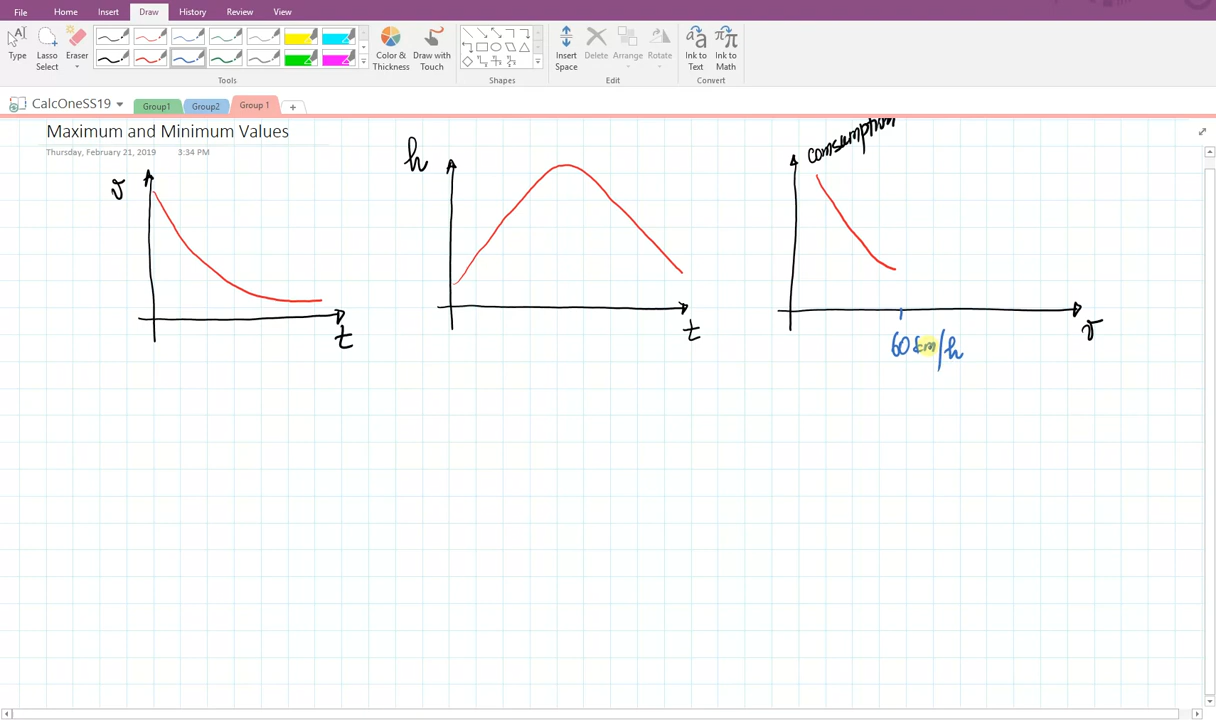 File Home Insert Draw History Review View
Type
Lasso Select
Eraser
Color & Thickness
Draw with Touch
Insert Space
Delete
Arrange
Rotate
Ink to Text
Ink to Math
Tools
Shapes
Edit
Convert
CalcOneSS19
Group1
Group2
Group 1
Maximum and Minimum Values
Thursday, February 21, 2019 3:34 PM
v
t
h
t
consumption
v
60 km/h